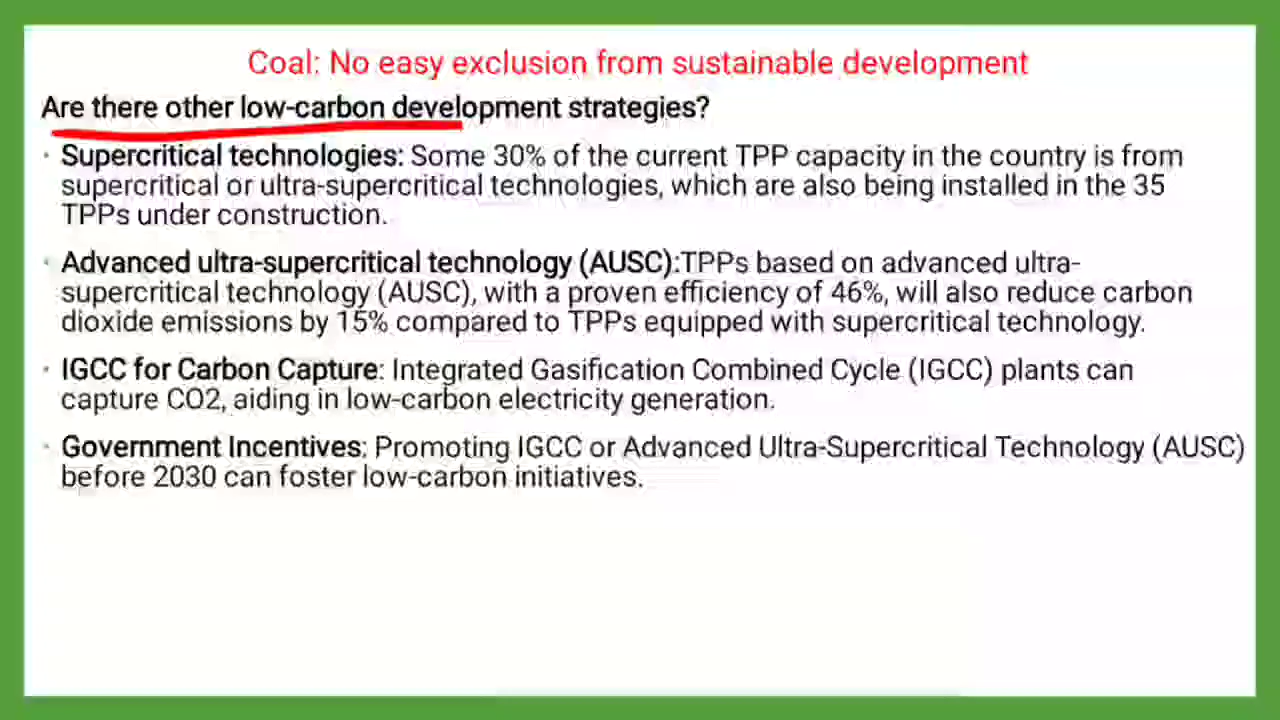 Coal: No easy exclusion from sustainable development
Are there other low-carbon development strategies?
· Supercritical technologies: Some 30% of the current TPP capacity in the country is from
supercritical or ultra-supercritical technologies, which are also being installed in the 35
TPPs under construction.
· Advanced ultra-supercritical technology (AUSC):TPPs based on advanced ultra-
supercritical technology (AUSC), with a proven efficiency of 46%, will also reduce carbon
dioxide emissions by 15% compared to TPPs equipped with supercritical technology.
· IGCC for Carbon Capture: Integrated Gasification Combined Cycle (IGCC) plants can
capture CO2, aiding in low-carbon electricity generation.
· Government Incentives: Promoting IGCC or Advanced Ultra-Supercritical Technology (AUSC)
before 2030 can foster low-carbon initiatives.